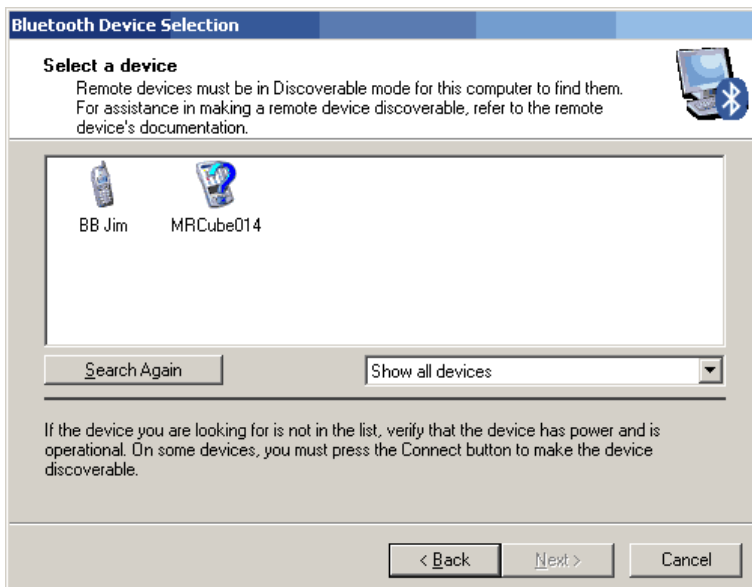 Bluetooth Device Selection
Select a device
Remote devices must be in Discoverable mode for this computer to find them.
For assistance in making a remote device discoverable, refer to the remote
device's documentation.
BB Jim MRCube014
Search Again Show all devices
If the device you are looking for is not in the list, verify that the device has power and is
operational. On some devices, you must press the Connect button to make the device
discoverable.
< Back Next > Cancel